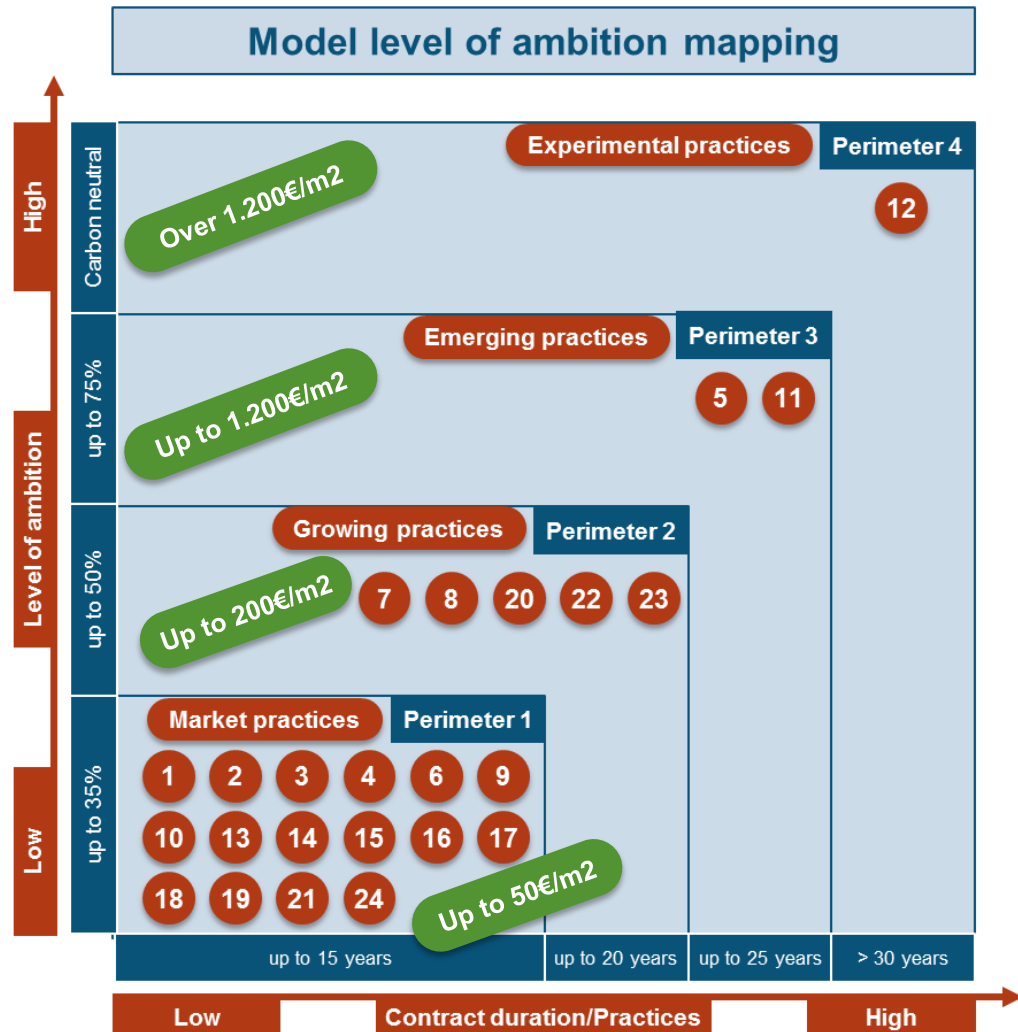 Model level of ambition mapping
High
Level of ambition
Low
Carbon neutral
up to 75%
up to 50%
up to 35%
Experimental practices
Perimeter 4
Over 1.200€/m2
12
Emerging practices
Perimeter 3
Up to 1.200€/m2
5 11
Growing practices
Perimeter 2
Up to 200€/m2
7 8 20 22 23
Market practices
Perimeter 1
1 2 3 4 6 9
10 13 14 15 16 17
18 19 21 24
Up to 50€/m2
up to 15 years
up to 20 years
up to 25 years
> 30 years
Low
Contract duration/Practices
High